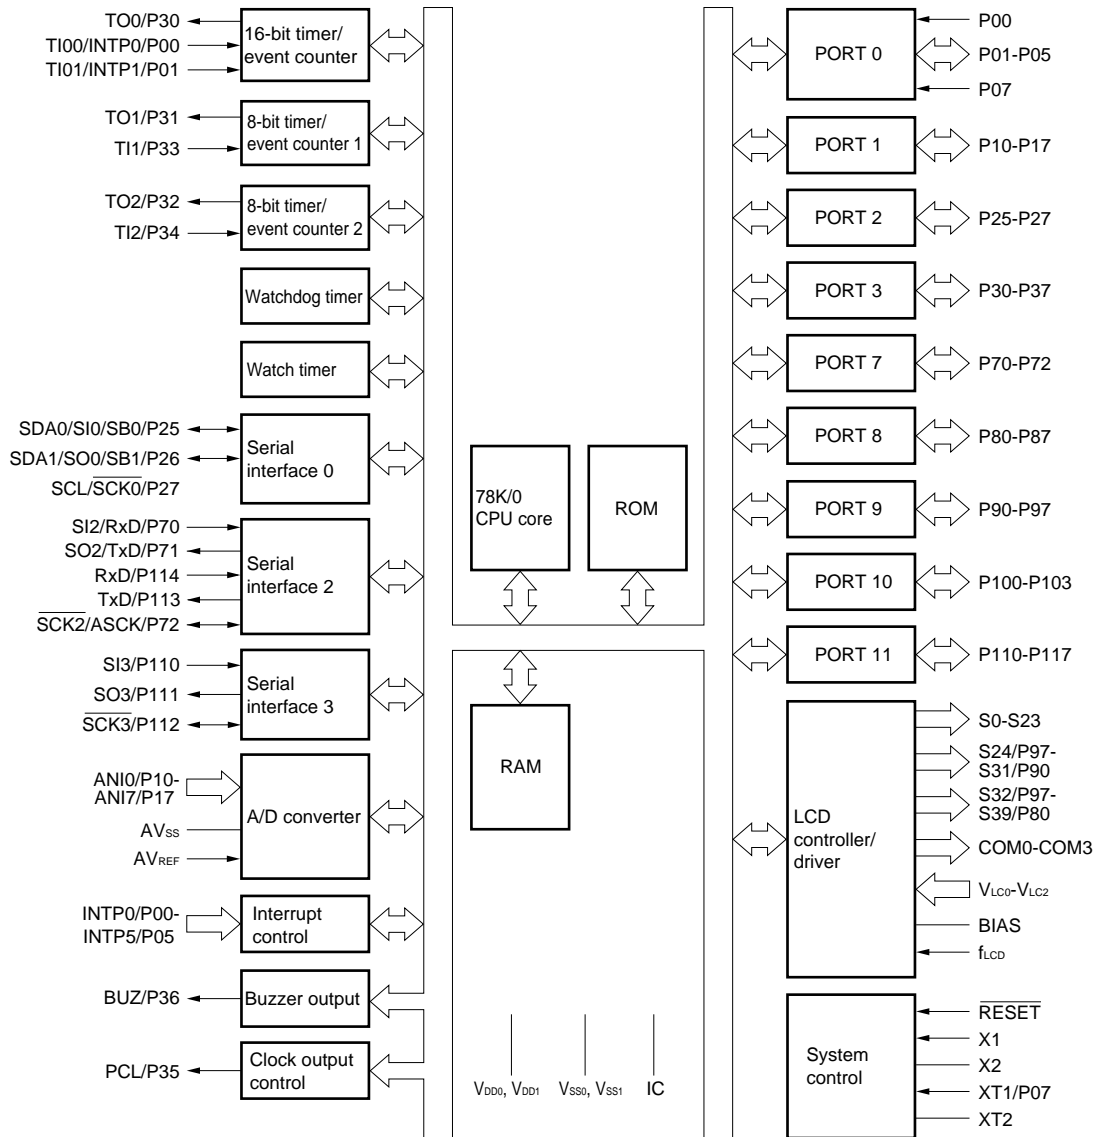 TO0/P30
TI00/INTP0/P00
TI01/INTP1/P01
16-bit timer/
event counter
TO1/P31
TI1/P33
8-bit timer/
event counter 1
TO2/P32
TI2/P34
8-bit timer/
event counter 2
Watchdog timer
Watch timer
SDA0/SI0/SB0/P25
SDA1/SO0/SB1/P26
SCL/SCK0/P27
Serial
interface 0
SI2/RxD/P70
SO2/TxD/P71
RxD/P114
TxD/P113
SCK2/ASCK/P72
Serial
interface 2
SI3/P110
SO3/P111
SCK3/P112
Serial
interface 3
ANI0/P10-
ANI7/P17
AVSS
AVREF
A/D converter
INTP0/P00-
INTP5/P05
Interrupt
control
BUZ/P36
Buzzer output
PCL/P35
Clock output
control
78K/0
CPU core
ROM
RAM
VDD0, VDD1
VSS0, VSS1
IC
PORT 0
P00
P01-P05
P07
PORT 1
P10-P17
PORT 2
P25-P27
PORT 3
P30-P37
PORT 7
P70-P72
PORT 8
P80-P87
PORT 9
P90-P97
PORT 10
P100-P103
PORT 11
P110-P117
LCD
controller/
driver
S0-S23
S24/P97-
S31/P90
S32/P97-
S39/P80
COM0-COM3
VLC0-VLC2
BIAS
fLCD
System
control
RESET
X1
X2
XT1/P07
XT2